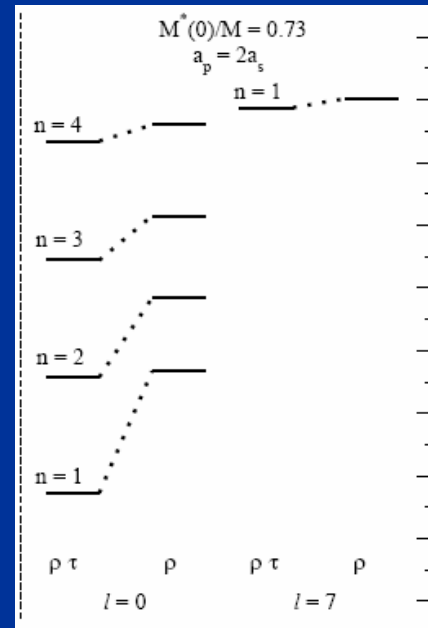 M*(0)/M = 0.73
a_p = 2a_s
n = 1
n = 4
n = 3
n = 2
n = 1
ρ τ ρ ρ τ ρ
l = 0 l = 7